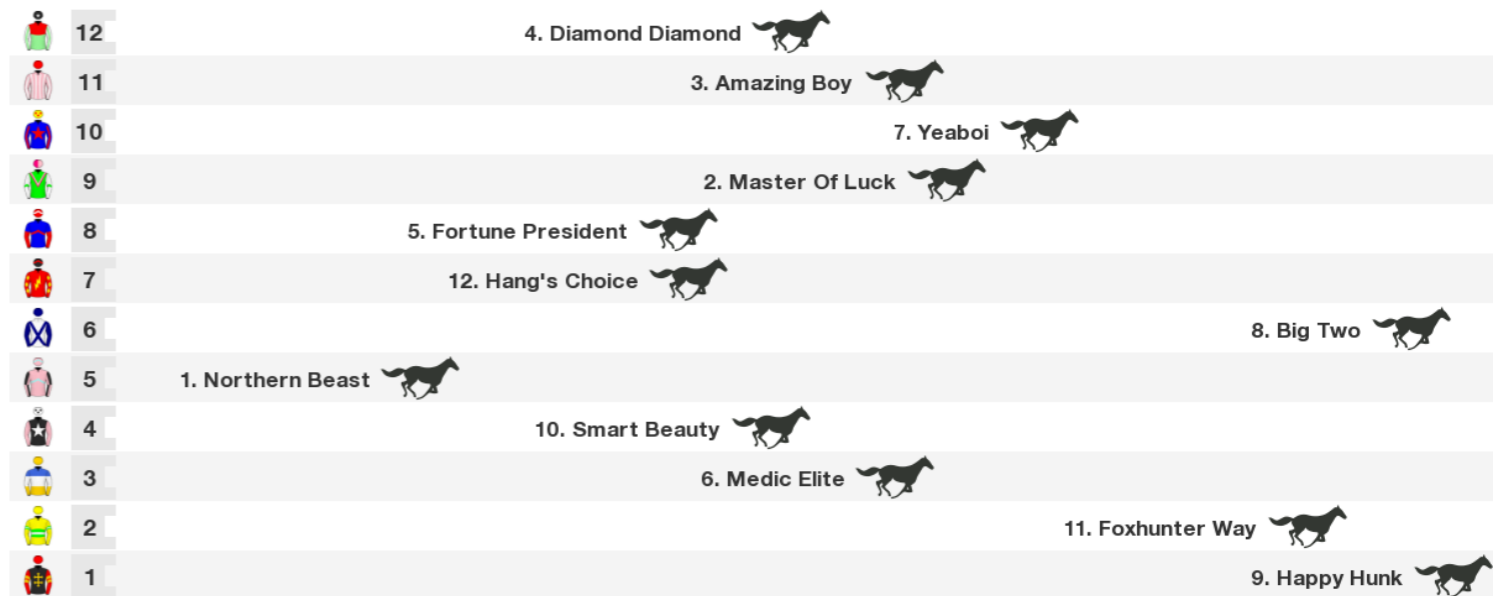 12 4. Diamond Diamond
11 3. Amazing Boy
10 7. Yeaboi
9 2. Master Of Luck
8 5. Fortune President
7 12. Hang's Choice
6 8. Big Two
5 1. Northern Beast
4 10. Smart Beauty
3 6. Medic Elite
2 11. Foxhunter Way
1 9. Happy Hunk